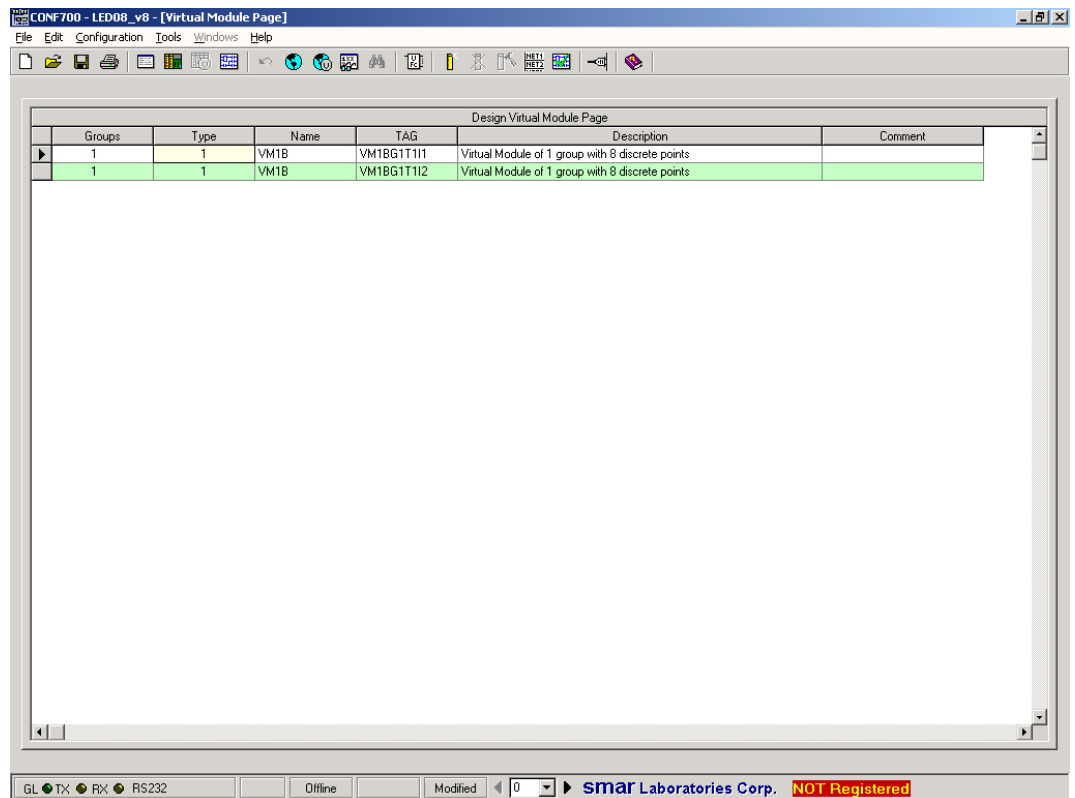 CONF700 - LED08_v8 - [Virtual Module Page]
File Edit Configuration Tools Windows Help
Design Virtual Module Page
Groups Type Name TAG Description Comment
1 1 VM1B VM1BG1T1I1 Virtual Module of 1 group with 8 discrete points
1 1 VM1B VM1BG1T1I2 Virtual Module of 1 group with 8 discrete points
GL TX RX RS232 Offline Modified 0 smar Laboratories Corp. NOT Registered